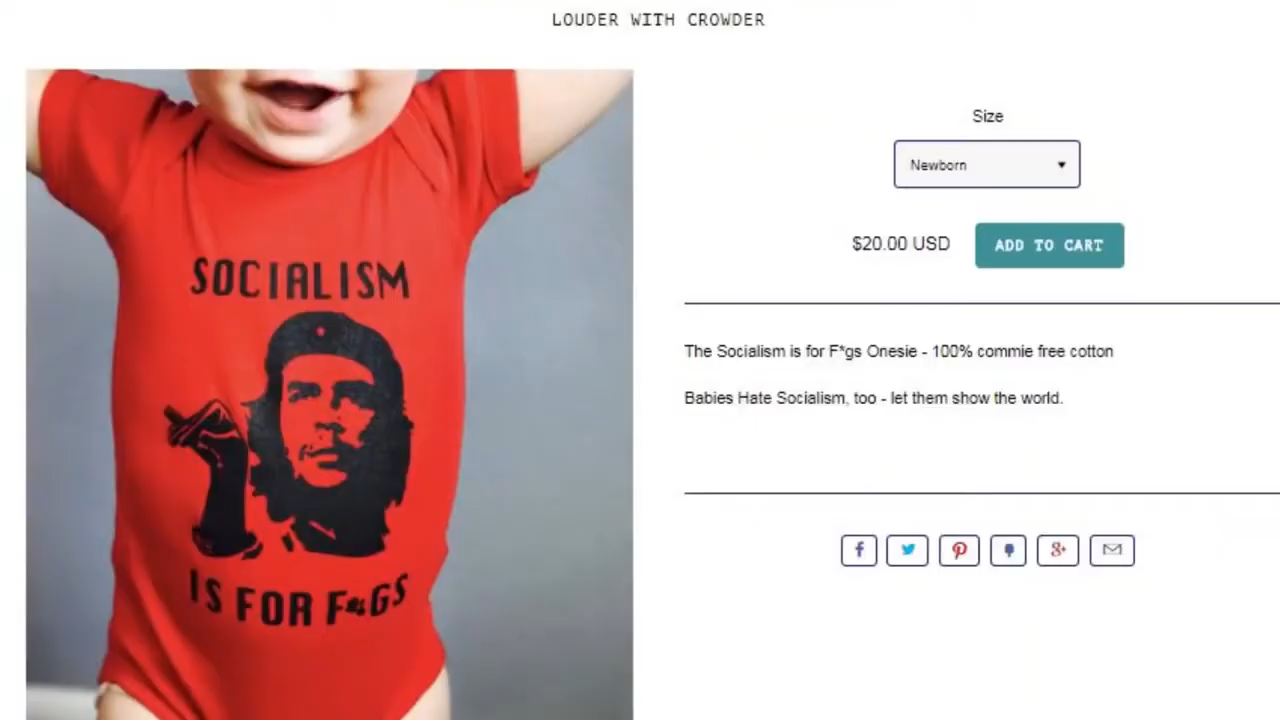 LOUDER WITH CROWDER
Size
Newborn
$20.00 USD ADD TO CART
SOCIALISM
IS FOR F*GS
The Socialism is for F*gs Onesie - 100% commie free cotton
Babies Hate Socialism, too - let them show the world.